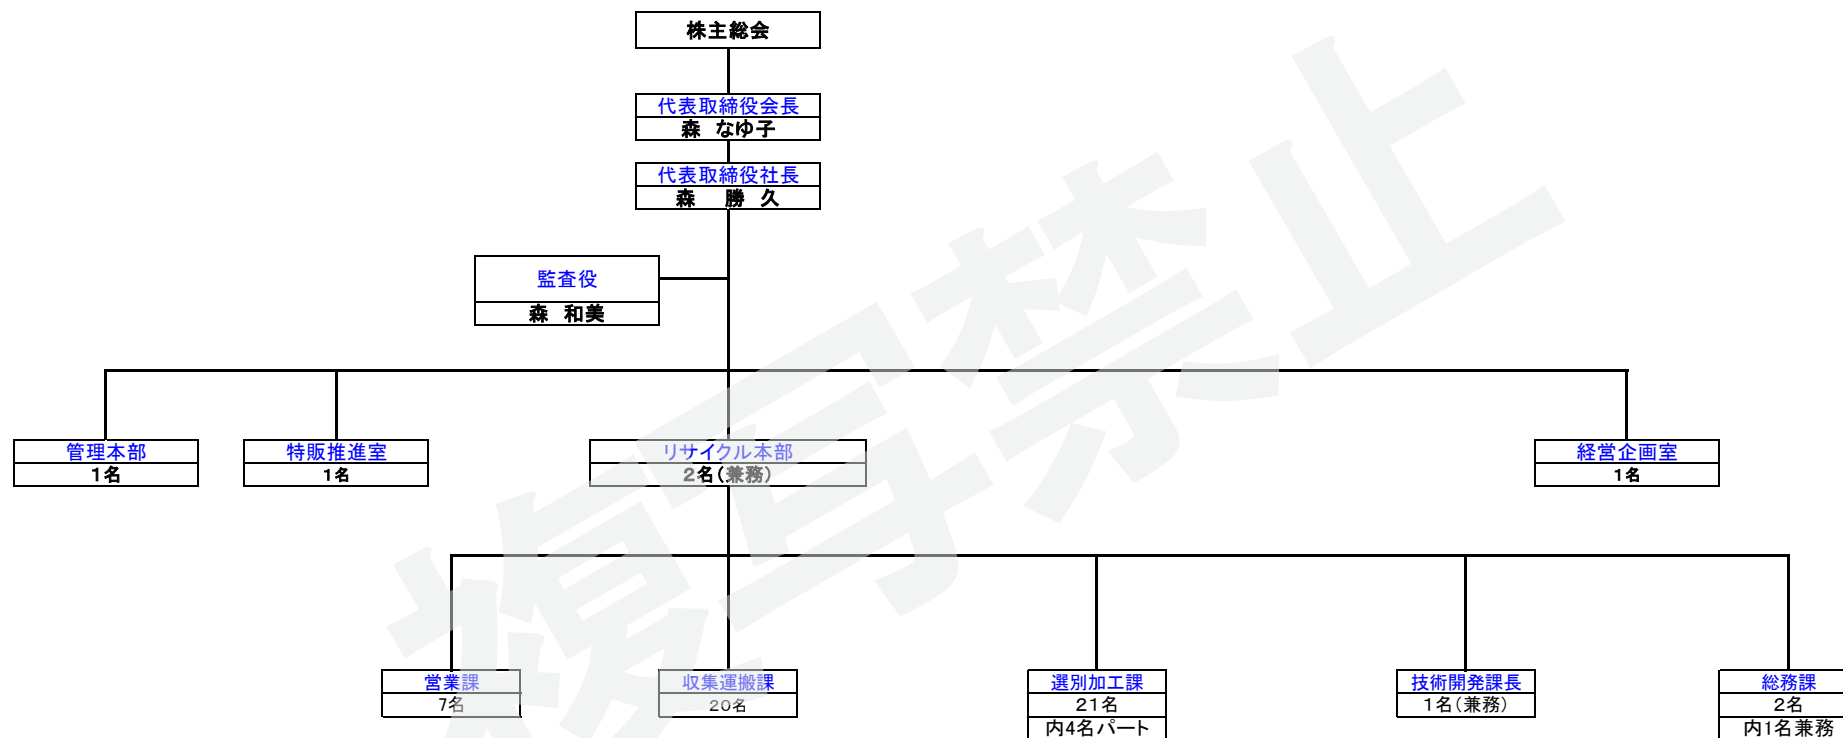 株主総会
代表取締役会長
森 なゆ子
代表取締役社長
森 勝 久
監査役
森 和美
管理本部
1名
特販推進室
1名
リサイクル本部
2名(兼務)
経営企画室
1名
営業課
7名
収集運搬課
20名
選別加工課
21名
内4名パート
技術開発課長
1名(兼務)
総務課
2名
内1名兼務
複写禁止